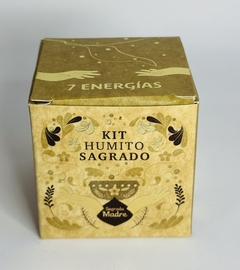 7 ENERGÍAS
KIT
HUMITO
SAGRADO
Sagrada
Madre